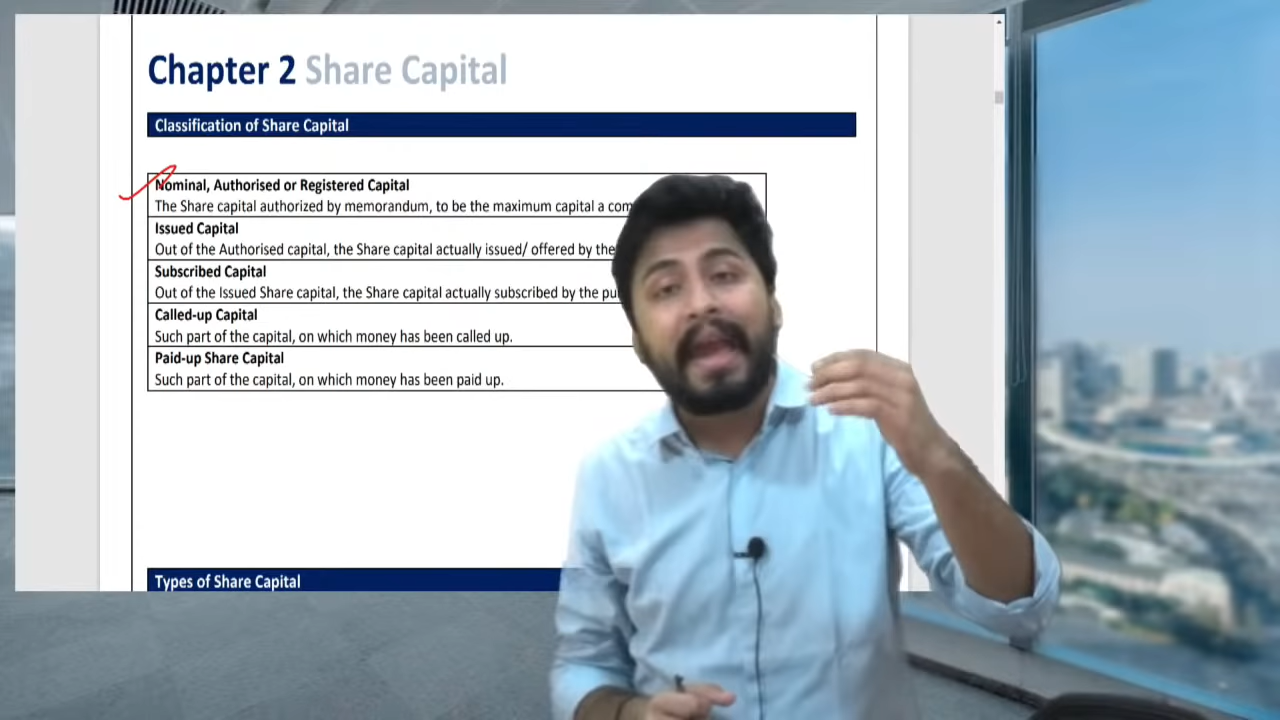 Chapter 2 Share Capital
Classification of Share Capital
Nominal, Authorised or Registered Capital
The Share capital authorized by memorandum, to be the maximum capital a
Issued Capital
Out of the Authorised capital, the Share capital actually issued/ offered by the
Subscribed Capital
Out of the Issued Share capital, the Share capital actually subscribed by the
Called-up Capital
Such part of the capital, on which money has been called up.
Paid-up Share Capital
Such part of the capital, on which money has been paid up.
Types of Share Capital